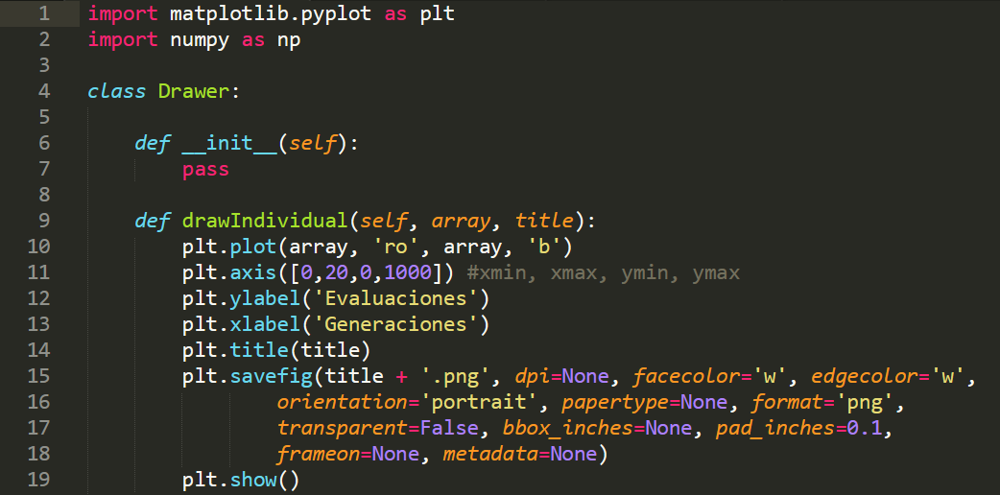 1 import matplotlib.pyplot as plt
2 import numpy as np
3
4 class Drawer:
5
6     def __init__(self):
7         pass
8
9     def drawIndividual(self, array, title):
10         plt.plot(array, 'ro', array, 'b')
11         plt.axis([0,20,0,1000]) #xmin, xmax, ymin, ymax
12         plt.ylabel('Evaluaciones')
13         plt.xlabel('Generaciones')
14         plt.title(title)
15         plt.savefig(title + '.png', dpi=None, facecolor='w', edgecolor='w',
16                 orientation='portrait', papertype=None, format='png',
17                 transparent=False, bbox_inches=None, pad_inches=0.1,
18                 frameon=None, metadata=None)
19         plt.show()